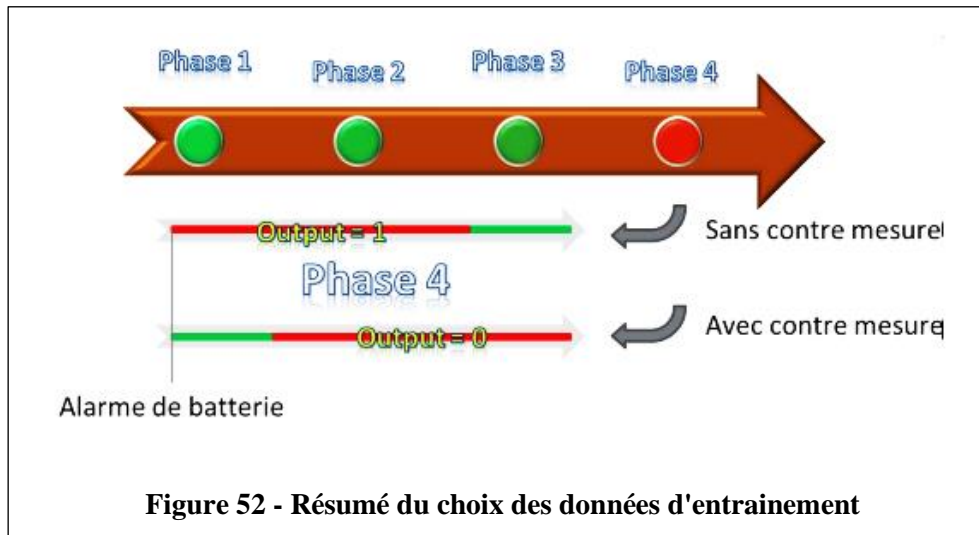 Phase 1 Phase 2 Phase 3 Phase 4
Output = 1
Sans contre mesure
Phase 4
Output = 0
Avec contre mesure
Alarme de batterie
Figure 52 - Résumé du choix des données d'entrainement